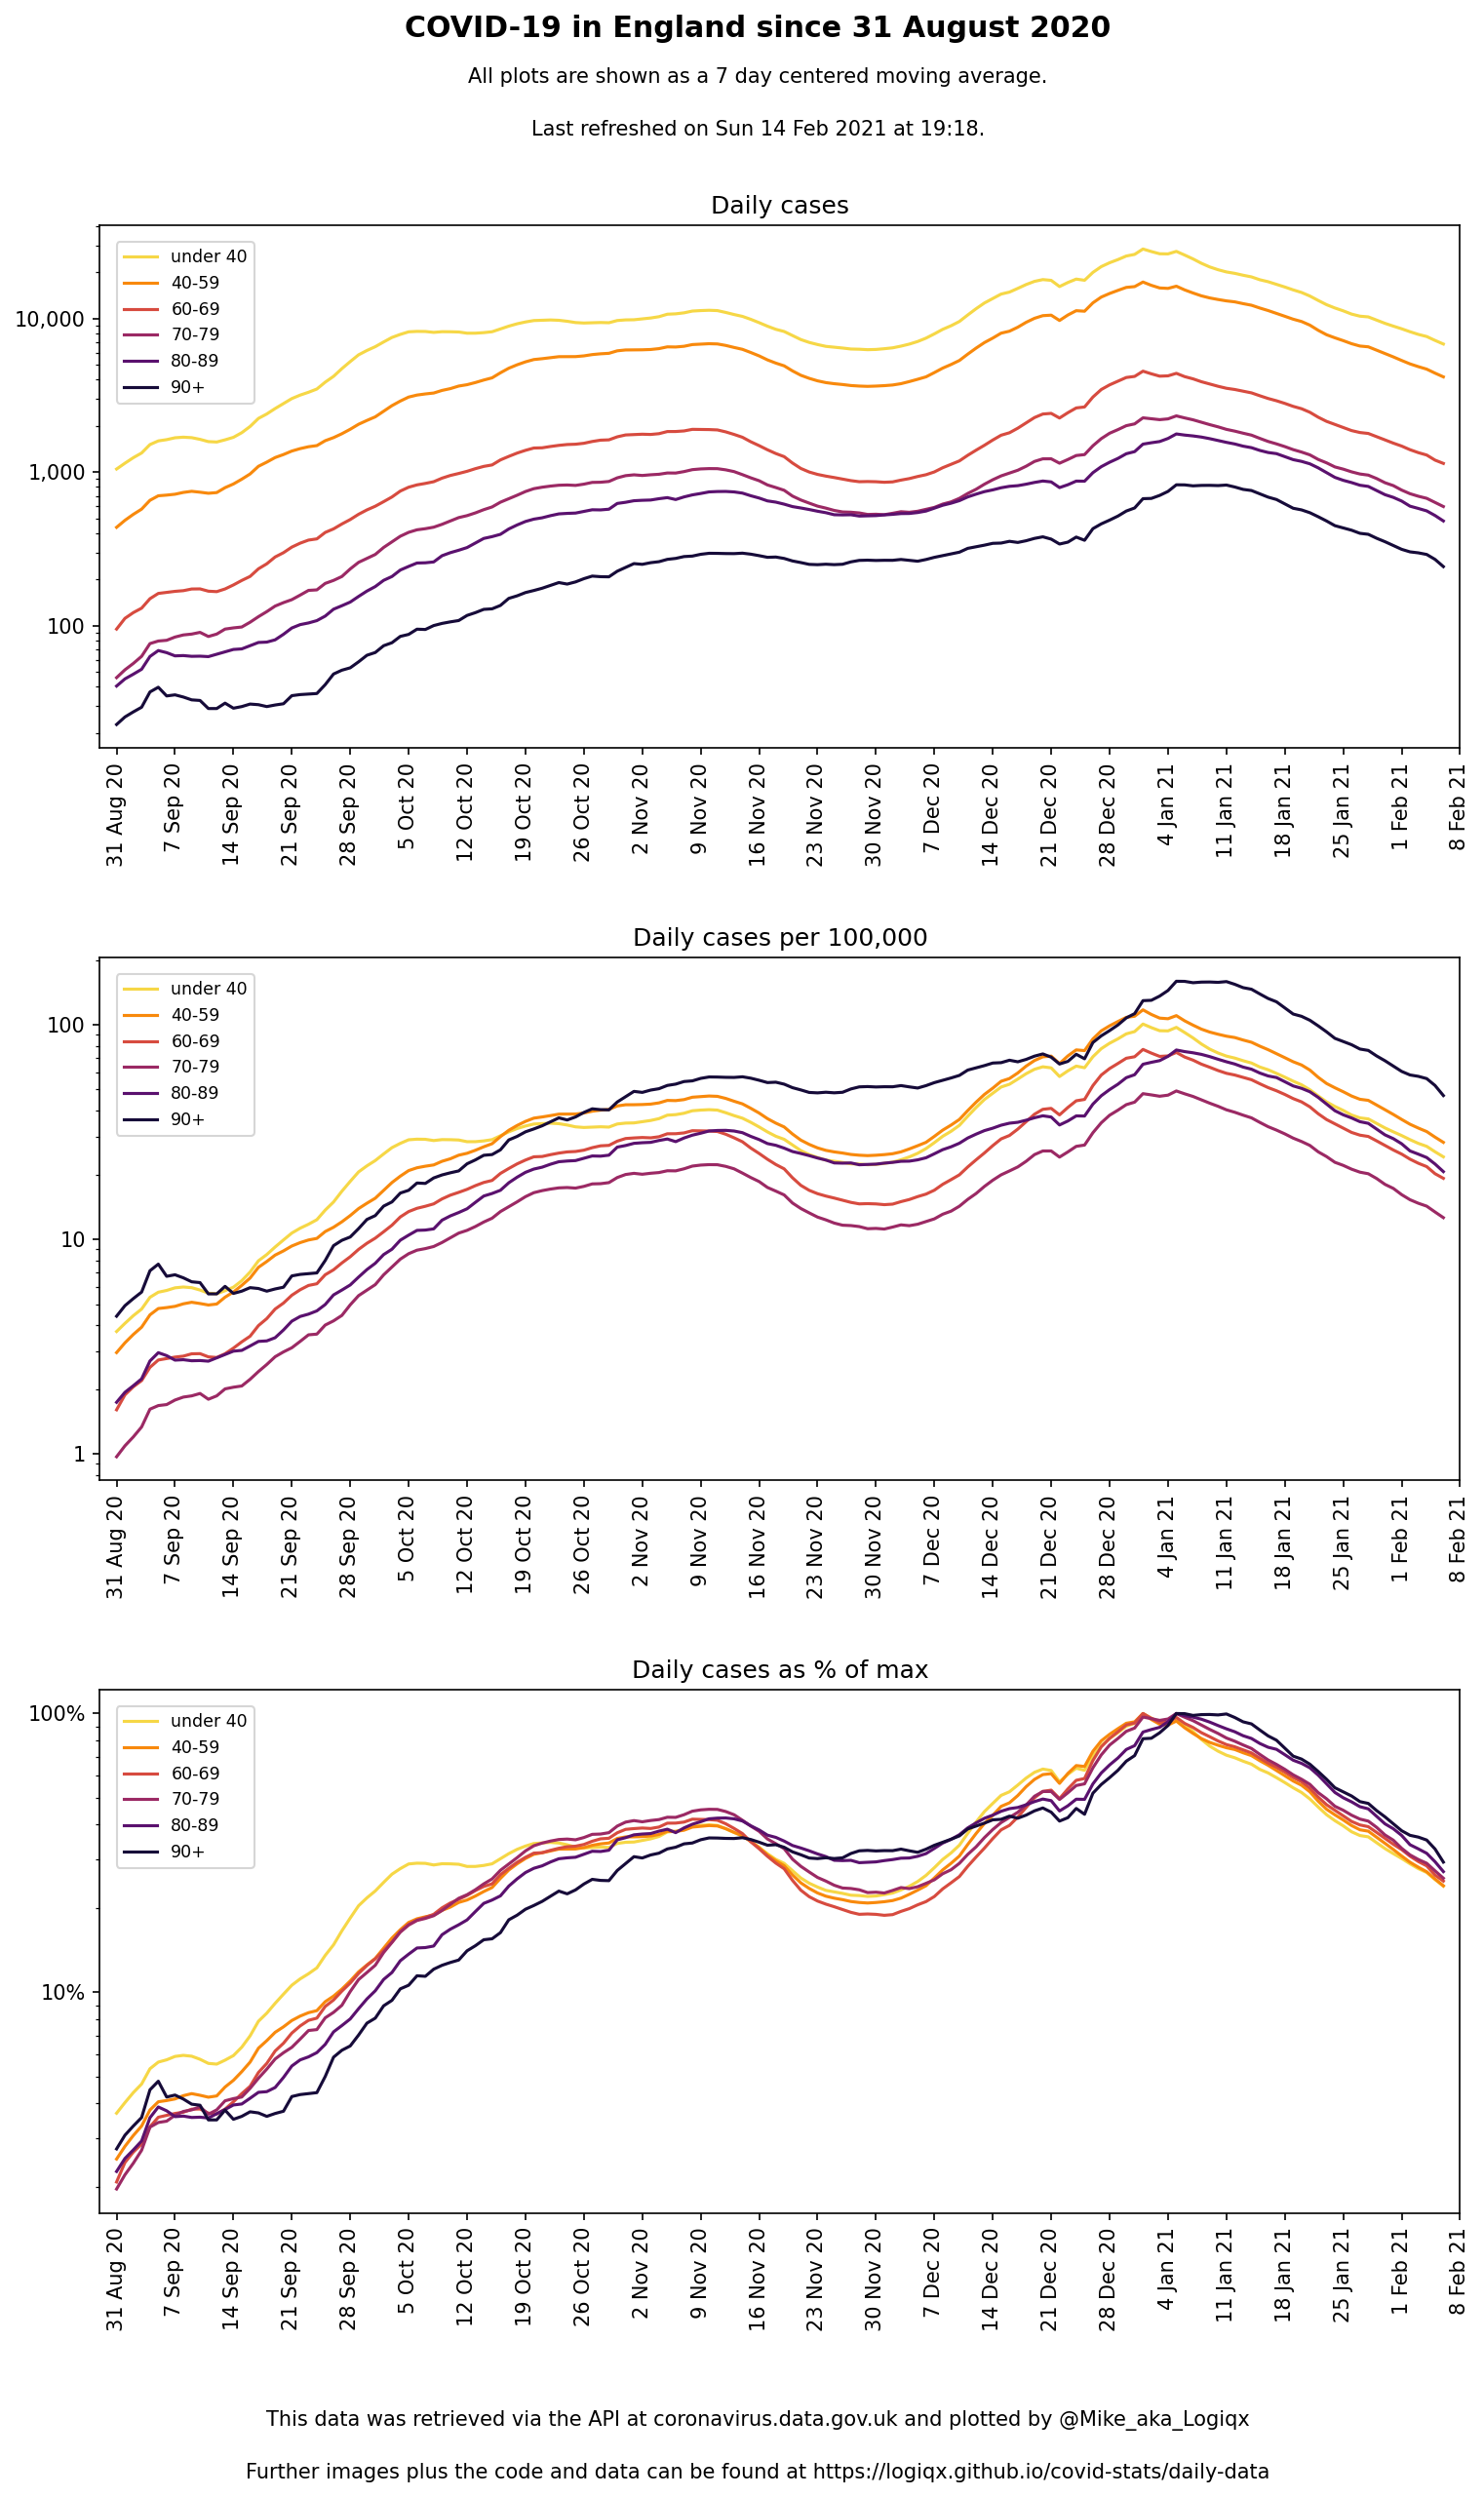 COVID-19 in England since 31 August 2020
All plots are shown as a 7 day centered moving average.
Last refreshed on Sun 14 Feb 2021 at 19:18.
Daily cases
under 40
40-59
60-69
70-79
80-89
90+
10,000
1,000
100
31 Aug 20
7 Sep 20
14 Sep 20
21 Sep 20
28 Sep 20
5 Oct 20
12 Oct 20
19 Oct 20
26 Oct 20
2 Nov 20
9 Nov 20
16 Nov 20
23 Nov 20
30 Nov 20
7 Dec 20
14 Dec 20
21 Dec 20
28 Dec 20
4 Jan 21
11 Jan 21
18 Jan 21
25 Jan 21
1 Feb 21
8 Feb 21
Daily cases per 100,000
under 40
40-59
60-69
70-79
80-89
90+
100
10
1
31 Aug 20
7 Sep 20
14 Sep 20
21 Sep 20
28 Sep 20
5 Oct 20
12 Oct 20
19 Oct 20
26 Oct 20
2 Nov 20
9 Nov 20
16 Nov 20
23 Nov 20
30 Nov 20
7 Dec 20
14 Dec 20
21 Dec 20
28 Dec 20
4 Jan 21
11 Jan 21
18 Jan 21
25 Jan 21
1 Feb 21
8 Feb 21
Daily cases as % of max
under 40
40-59
60-69
70-79
80-89
90+
100%
10%
31 Aug 20
7 Sep 20
14 Sep 20
21 Sep 20
28 Sep 20
5 Oct 20
12 Oct 20
19 Oct 20
26 Oct 20
2 Nov 20
9 Nov 20
16 Nov 20
23 Nov 20
30 Nov 20
7 Dec 20
14 Dec 20
21 Dec 20
28 Dec 20
4 Jan 21
11 Jan 21
18 Jan 21
25 Jan 21
1 Feb 21
8 Feb 21
This data was retrieved via the API at coronavirus.data.gov.uk and plotted by @Mike_aka_Logiqx
Further images plus the code and data can be found at https://logiqx.github.io/covid-stats/daily-data